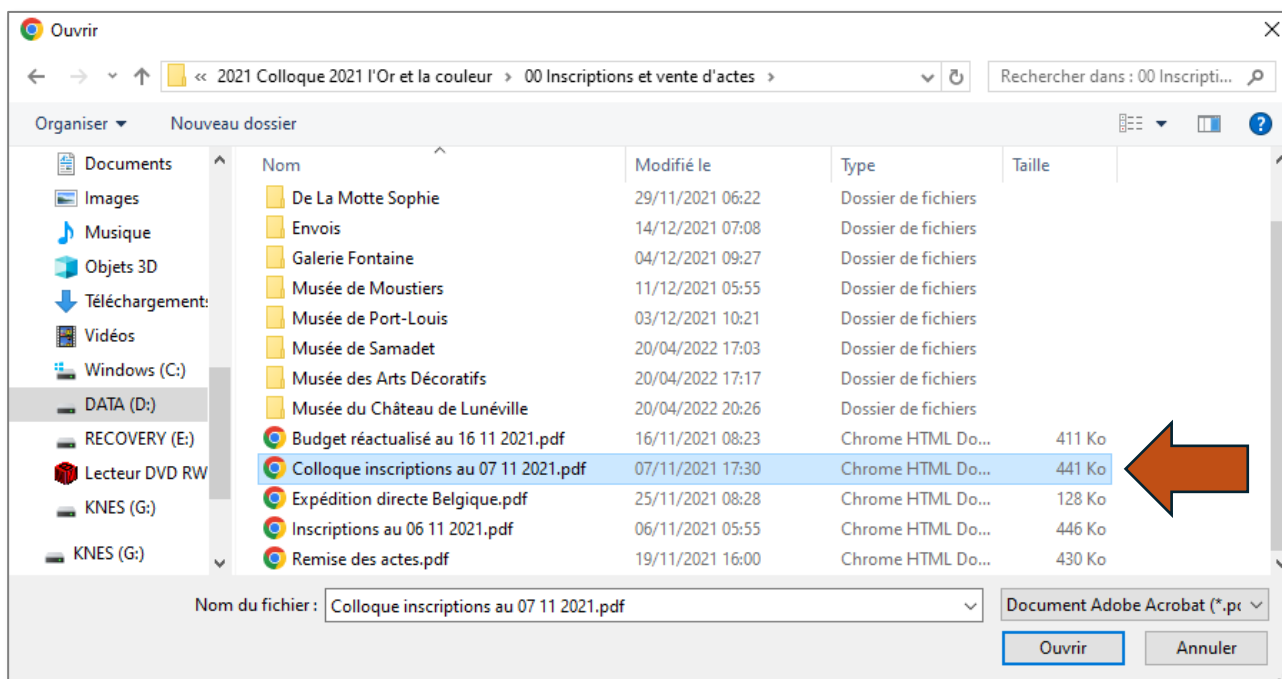 Ouvrir
« 2021 Colloque 2021 l'Or et la couleur › 00 Inscriptions et vente d'actes ›
Rechercher dans : 00 Inscripti...
Organiser
Nouveau dossier
Documents
Images
Musique
Objets 3D
Téléchargements
Vidéos
Windows (C:)
DATA (D:)
RECOVERY (E:)
Lecteur DVD RW
KNES (G:)
KNES (G:)
Nom Modifié le Type Taille
De La Motte Sophie 29/11/2021 06:22 Dossier de fichiers
Envois 14/12/2021 07:08 Dossier de fichiers
Galerie Fontaine 04/12/2021 09:27 Dossier de fichiers
Musée de Moustiers 11/12/2021 05:55 Dossier de fichiers
Musée de Port-Louis 03/12/2021 10:21 Dossier de fichiers
Musée de Samadet 20/04/2022 17:03 Dossier de fichiers
Musée des Arts Décoratifs 20/04/2022 17:17 Dossier de fichiers
Musée du Château de Lunéville 20/04/2022 20:26 Dossier de fichiers
Budget réactualisé au 16 11 2021.pdf 16/11/2021 08:23 Chrome HTML Do... 411 Ko
Colloque inscriptions au 07 11 2021.pdf 07/11/2021 17:30 Chrome HTML Do... 441 Ko
Expédition directe Belgique.pdf 25/11/2021 08:28 Chrome HTML Do... 128 Ko
Inscriptions au 06 11 2021.pdf 06/11/2021 05:55 Chrome HTML Do... 446 Ko
Remise des actes.pdf 19/11/2021 16:00 Chrome HTML Do... 430 Ko
Nom du fichier : Colloque inscriptions au 07 11 2021.pdf
Document Adobe Acrobat (*.pd
Ouvrir
Annuler